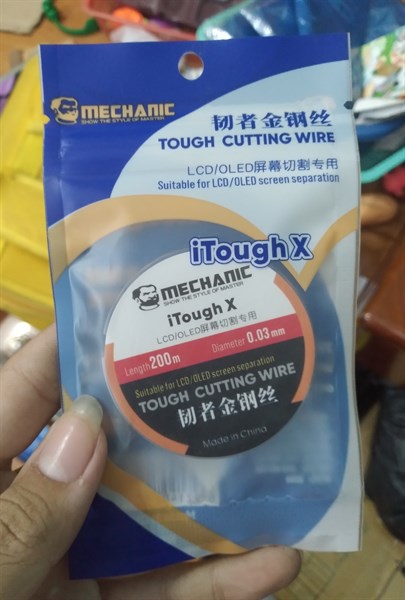 MECHANIC
SHOW THE STYLE OF MASTER
韧者金钢丝
TOUGH CUTTING WIRE
LCD/OLED屏幕切割专用
Suitable for LCD/OLED screen separation
iTough X
MECHANIC
SHOW THE STYLE OF MASTER
iTough X
LCD/OLED屏幕切割专用
Length 200m
Diameter 0.03mm
Suitable for LCD/OLED screen separation
TOUGH CUTTING WIRE
韧者金钢丝
Made in China